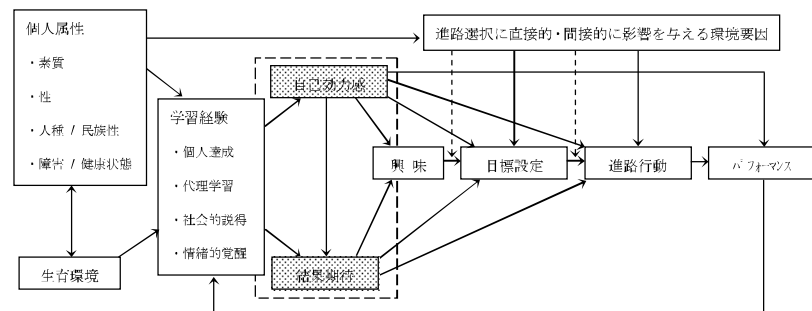 個人属性
・素質
・性
・人種 / 民族性
・障害 / 健康状態
生育環境
学習経験
・個人達成
・代理学習
・社会的説得
・情緒的覚醒
自己効力感
結果期待
進路選択に直接的・間接的に影響を与える環境要因
興 味
目標設定
進路行動
パフォーマンス